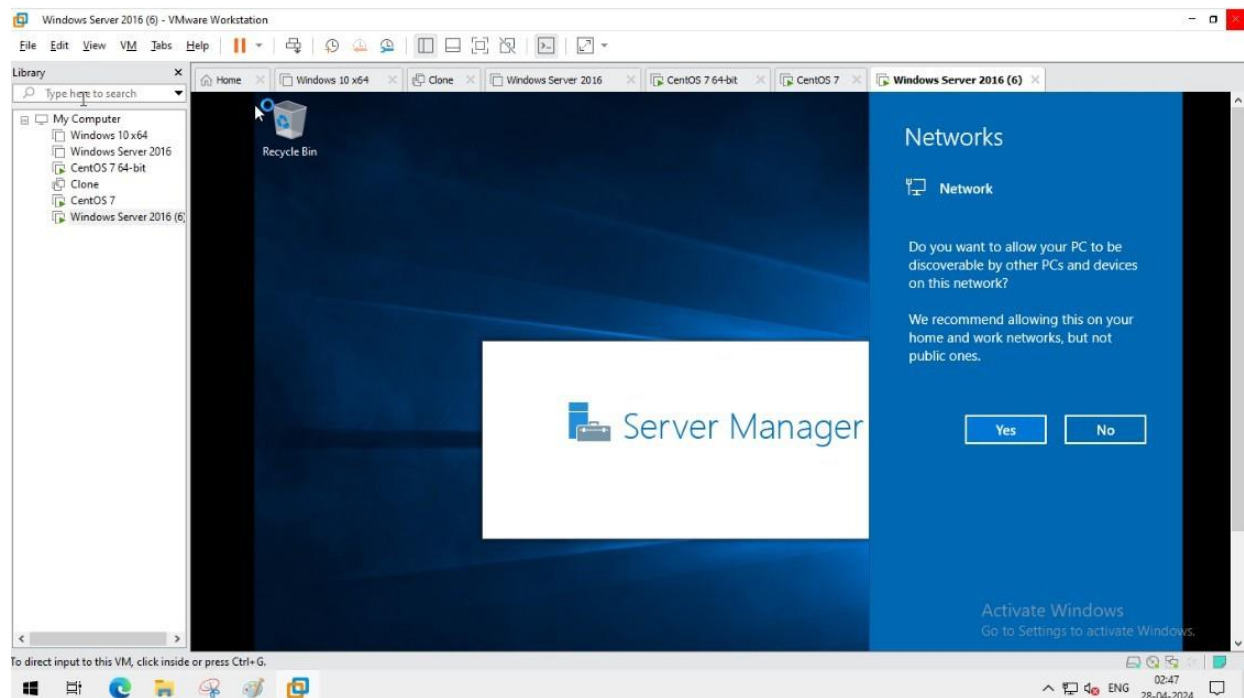 Windows Server 2016 (6) - VMware Workstation
File Edit View VM Tabs Help
Library
Type here to search
Home Windows 10 x64 Clone Windows Server 2016 CentOS 7 64-bit CentOS 7 Windows Server 2016 (6)
My Computer
Windows 10 x64
Windows Server 2016
CentOS 7 64-bit
Clone
CentOS 7
Windows Server 2016 (6)
Recycle Bin
Server Manager
Networks
Network
Do you want to allow your PC to be
discoverable by other PCs and devices
on this network?
We recommend allowing this on your
home and work networks, but not
public ones.
Yes No
Activate Windows
Go to Settings to activate Windows.
To direct input to this VM, click inside or press Ctrl+G.
ENG
02:47
28-04-2024